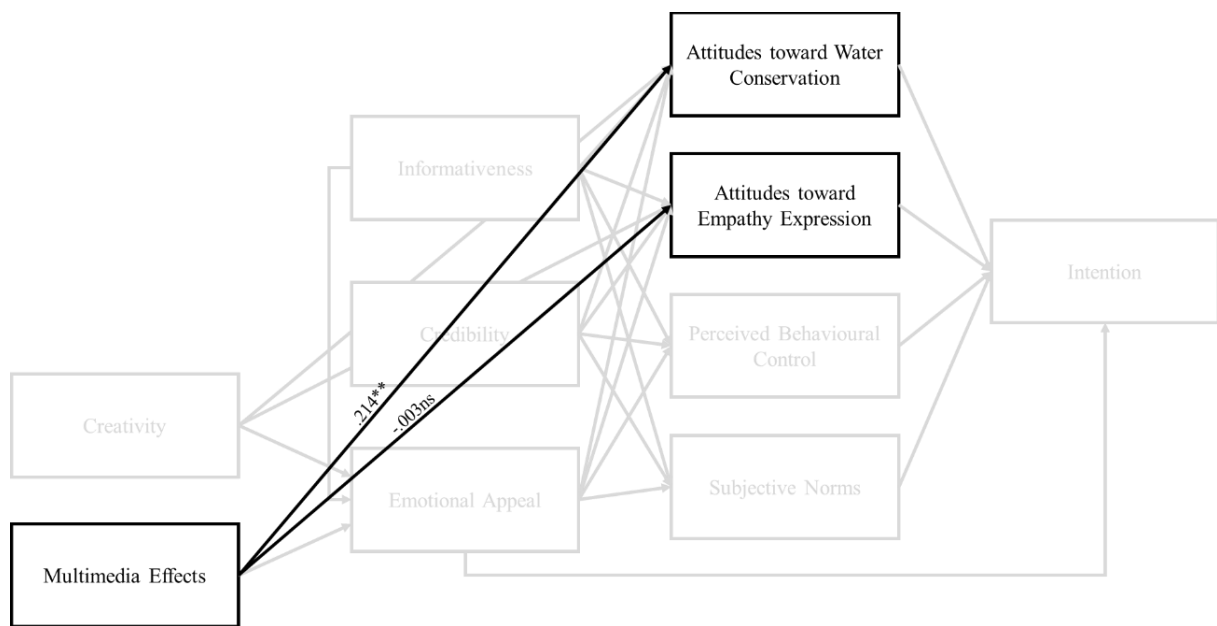 Attitudes toward Water
Conservation
Informativeness
Attitudes toward
Empathy Expression
Intention
Credibility
Perceived Behavioural
Control
.214**
-.003ns
Creativity
Emotional Appeal
Subjective Norms
Multimedia Effects